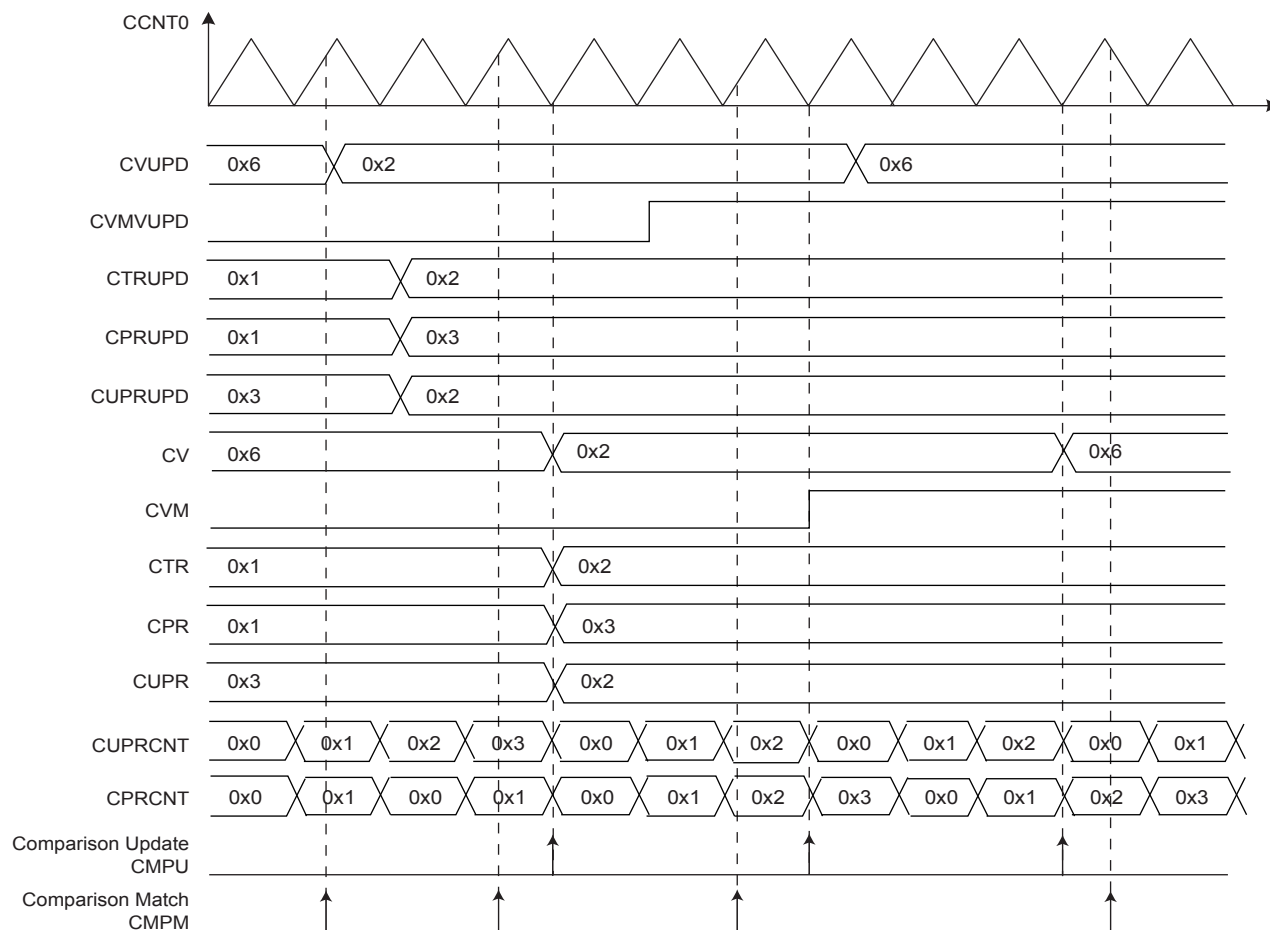 CCNT0
CVUPD 0x6 0x2 0x6
CVMVUPD
CTRUPD 0x1 0x2
CPRUPD 0x1 0x3
CUPRUPD 0x3 0x2
CV 0x6 0x2 0x6
CVM
CTR 0x1 0x2
CPR 0x1 0x3
CUPR 0x3 0x2
CUPRCNT 0x0 0x1 0x2 0x3 0x0 0x1 0x2 0x0 0x1 0x2 0x0 0x1
CPRCNT 0x0 0x1 0x0 0x1 0x0 0x1 0x2 0x3 0x0 0x1 0x2 0x3
Comparison Update
CMPU
Comparison Match
CMPM